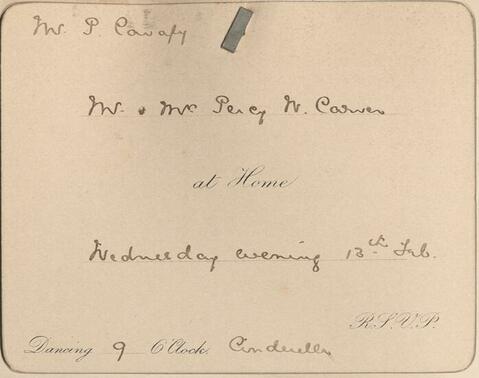 Mr. P. Cavafy
Mr. & Mrs Percy W. Carver
at Home
Wednesday evening 13th Feb.
R.S.V.P.
Dancing 9 O'Clock. Cinderella